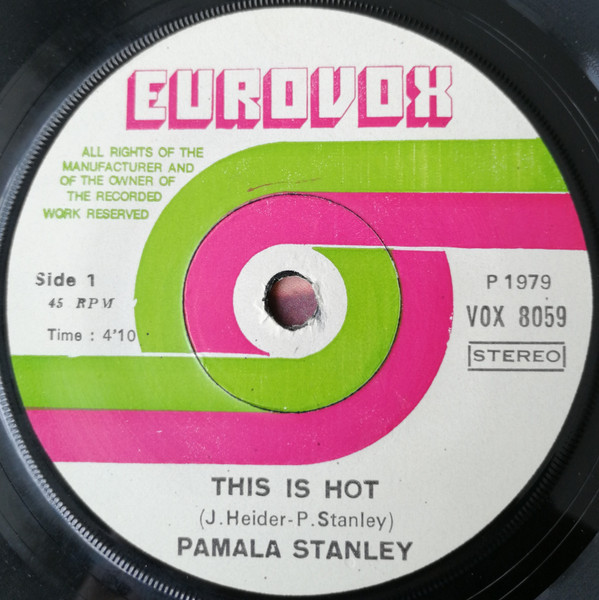 EUROVOX
ALL RIGHTS OF THE
MANUFACTURER AND
OF THE OWNER OF
THE RECORDED
WORK RESERVED
Side 1
45 RPM
Time : 4'10
P 1979
VOX 8059
STEREO
THIS IS HOT
(J.Heider-P.Stanley)
PAMALA STANLEY